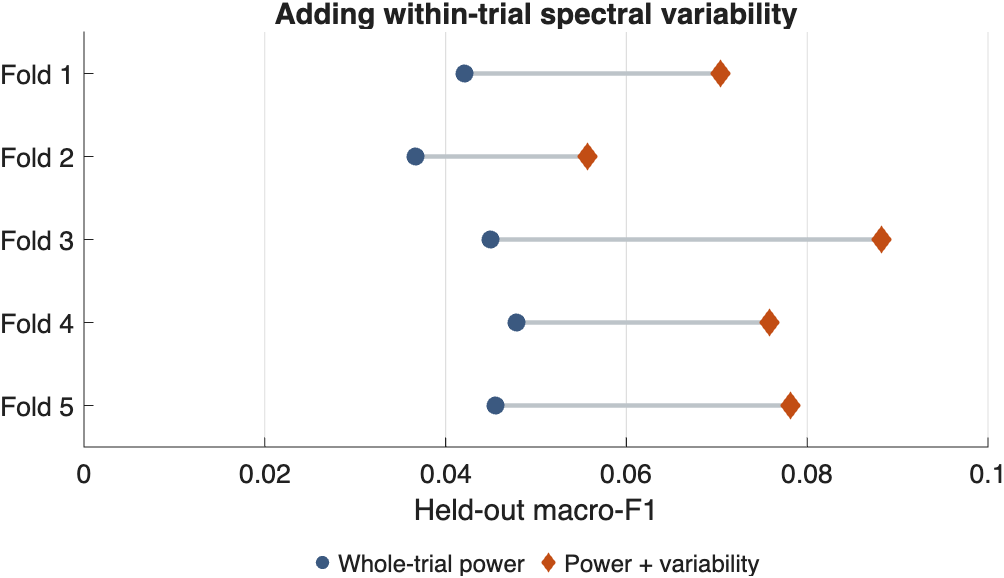 Adding within-trial spectral variability
Fold 1
Fold 2
Fold 3
Fold 4
Fold 5
0 0.02 0.04 0.06 0.08 0.1
Held-out macro-F1
Whole-trial power Power + variability